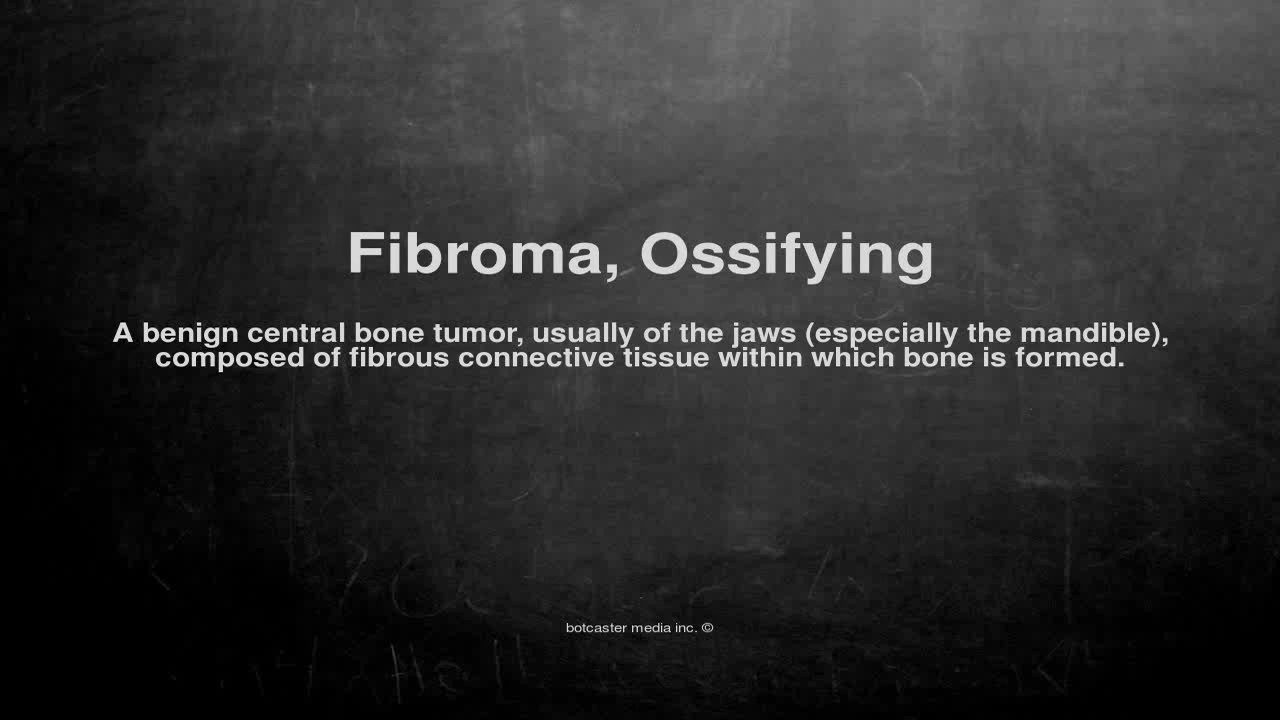 Fibroma, Ossifying
A benign central bone tumor, usually of the jaws (especially the mandible),
composed of fibrous connective tissue within which bone is formed.
botcaster media inc. ©